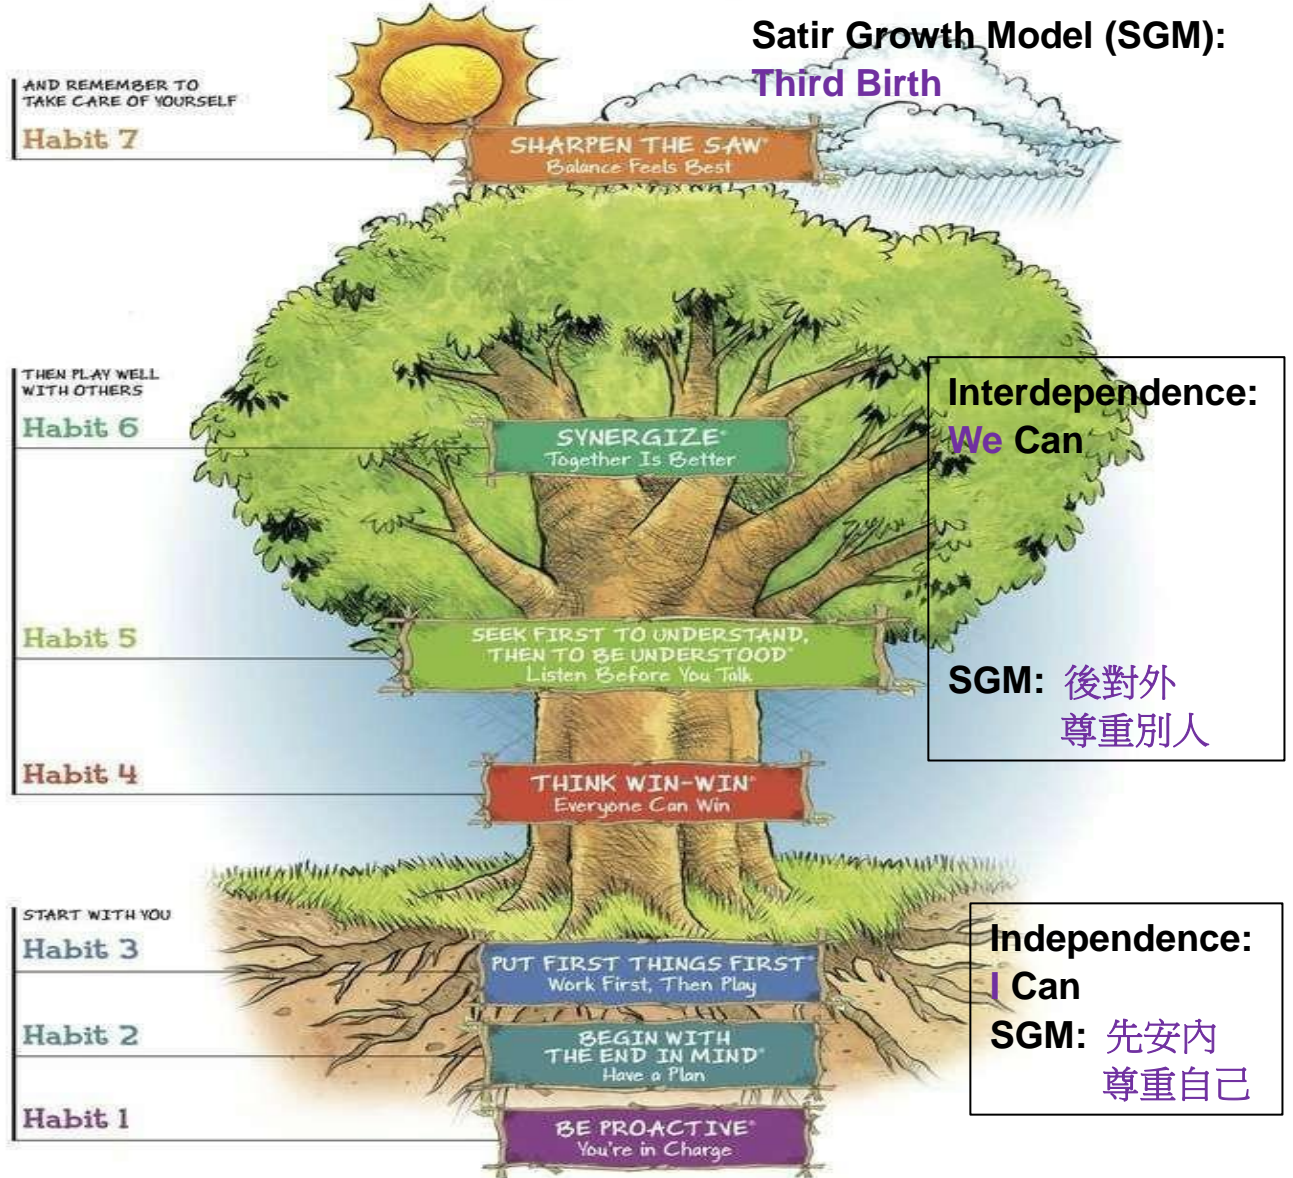 Satir Growth Model (SGM):
Third Birth
AND REMEMBER TO
TAKE CARE OF YOURSELF
Habit 7
SHARPEN THE SAW®
Balance Feels Best
THEN PLAY WELL
WITH OTHERS
Habit 6
SYNERGIZE®
Together Is Better
Interdependence:
We Can
Habit 5
SEEK FIRST TO UNDERSTAND,
THEN TO BE UNDERSTOOD®
Listen Before You Talk
SGM: 後對外
尊重別人
Habit 4
THINK WIN-WIN®
Everyone Can Win
START WITH YOU
Habit 3
PUT FIRST THINGS FIRST®
Work First, Then Play
Independence:
I Can
SGM: 先安內
尊重自己
Habit 2
BEGIN WITH
THE END IN MIND®
Have a Plan
Habit 1
BE PROACTIVE®
You're in Charge